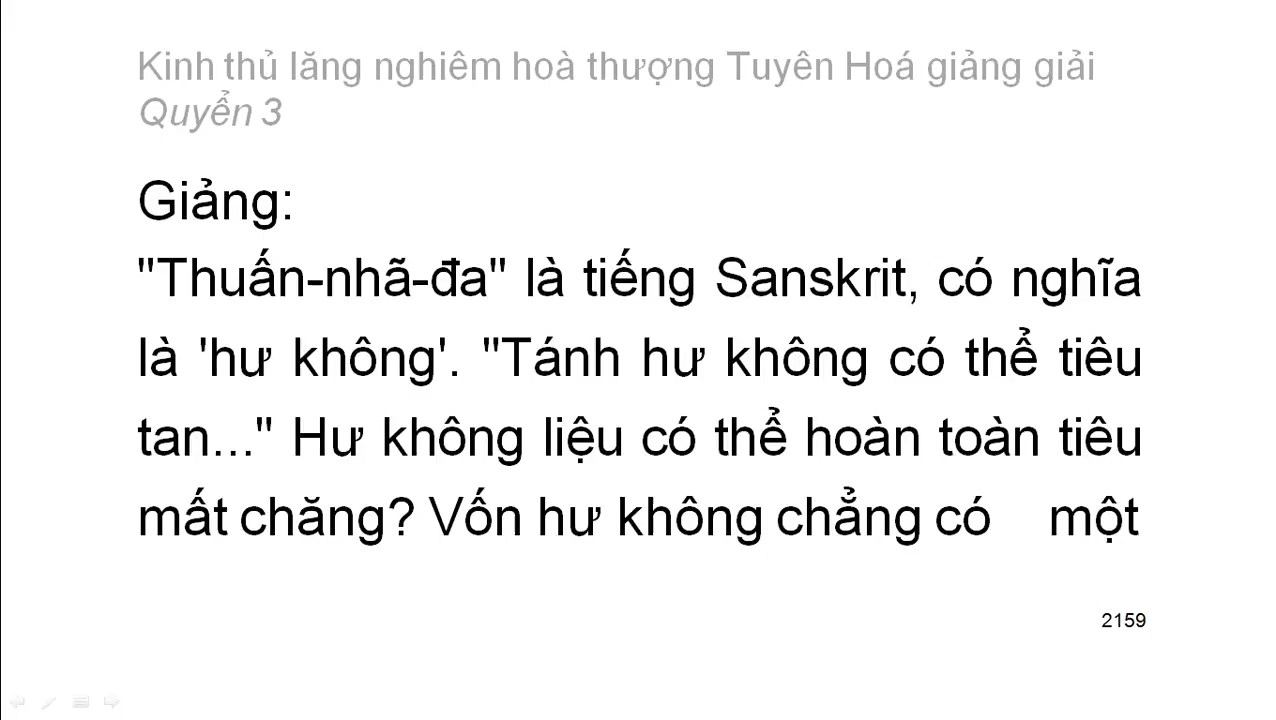 Kinh thủ lăng nghiêm hoà thượng Tuyên Hoá giảng giải
Quyển 3
Giảng:
"Thuấn-nhã-đa" là tiếng Sanskrit, có nghĩa
là 'hư không'. "Tánh hư không có thể tiêu
tan..." Hư không liệu có thể hoàn toàn tiêu
mất chăng? Vốn hư không chẳng có một
2159